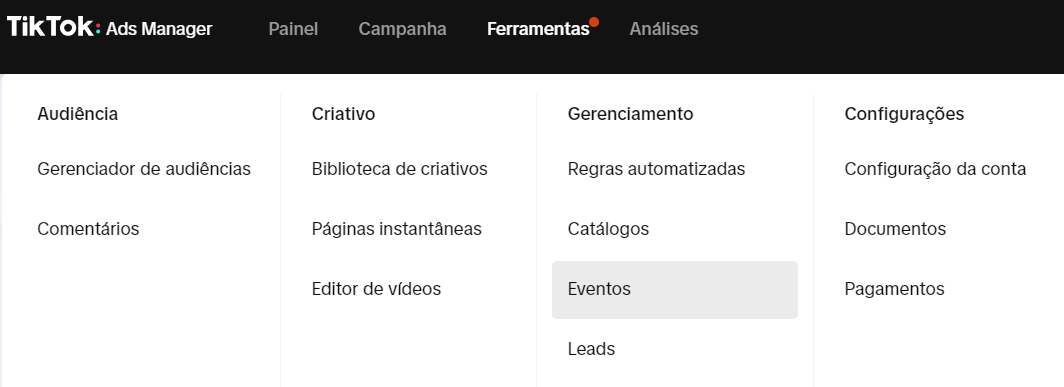 TikTok: Ads Manager
Painel
Campanha
Ferramentas
Análises
Audiência
Gerenciador de audiências
Comentários
Criativo
Biblioteca de criativos
Páginas instantâneas
Editor de vídeos
Gerenciamento
Regras automatizadas
Catálogos
Eventos
Leads
Configurações
Configuração da conta
Documentos
Pagamentos